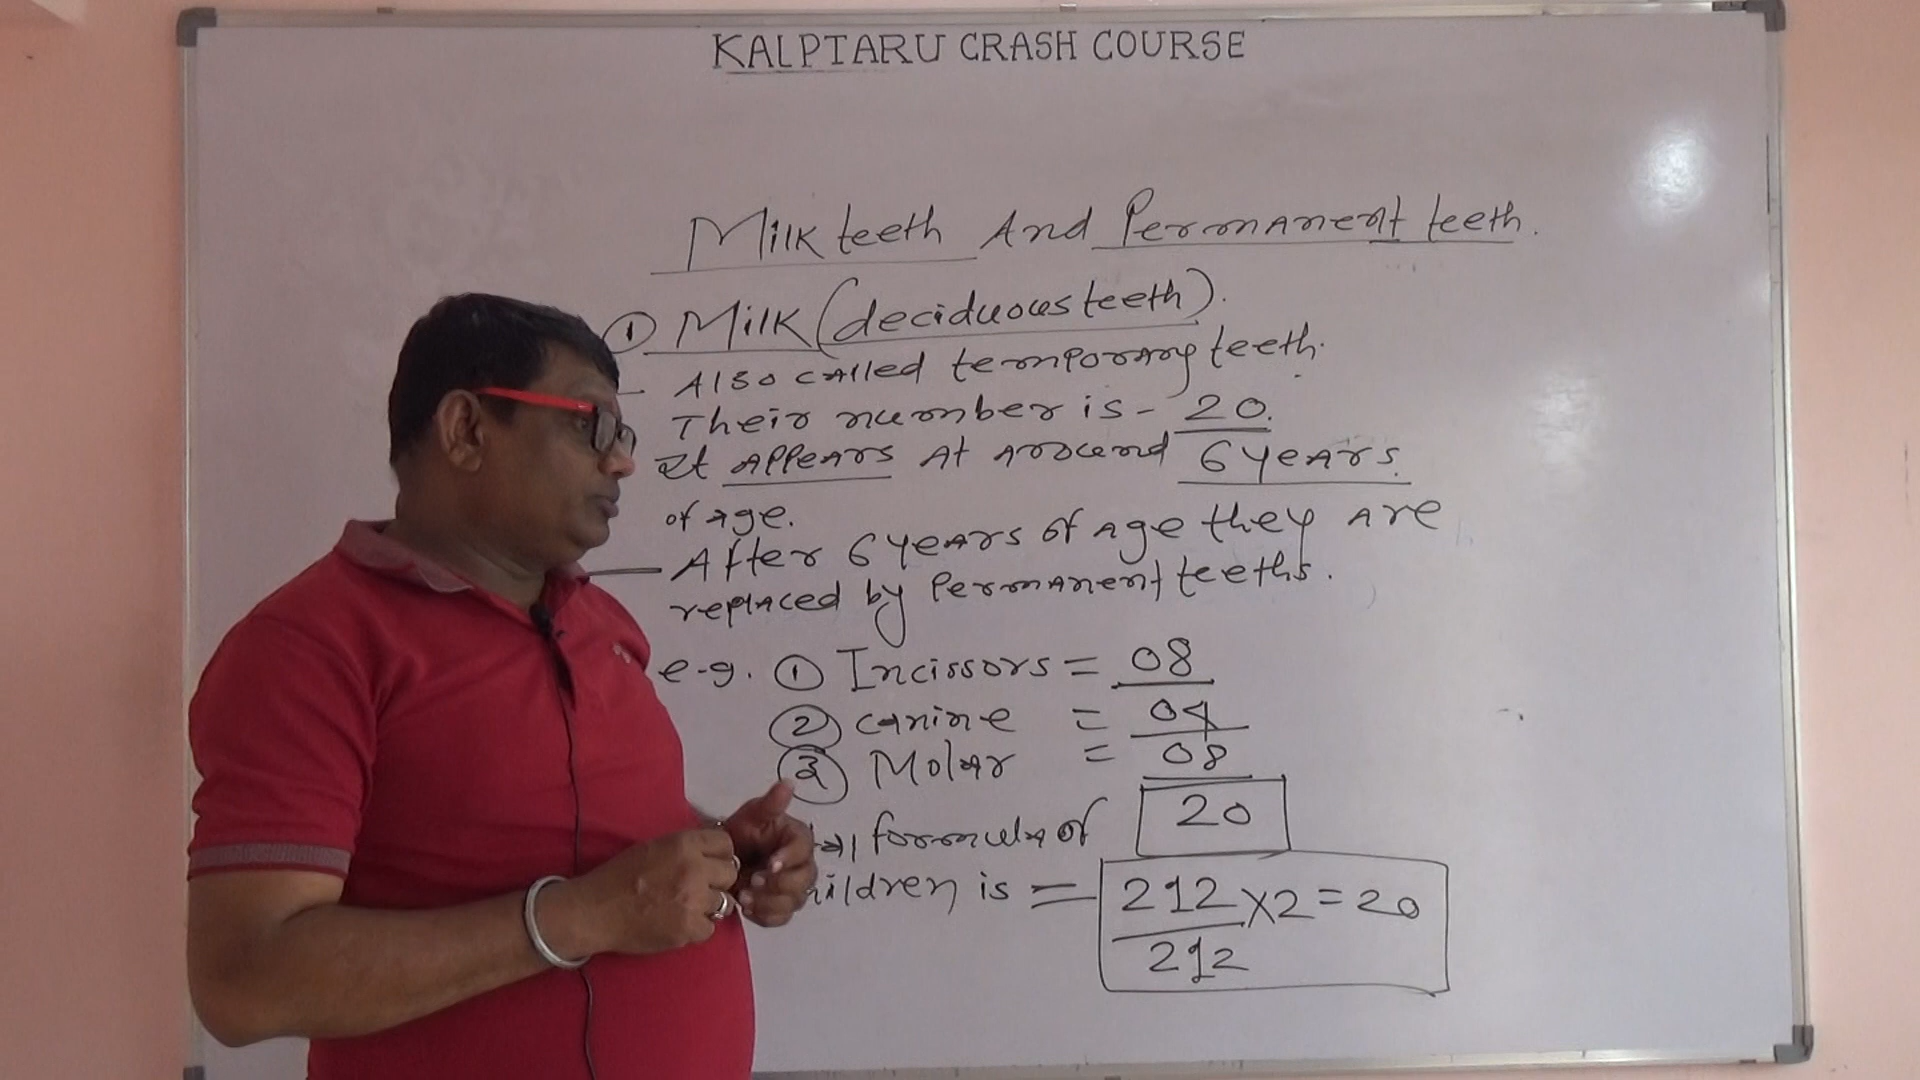 KALPTARU CRASH COURSE
Milk teeth And Permanent teeth.
① Milk (deciduous teeth).
- Also called temporary teeth.
Their number is - 20.
It appears at around 6 years.
of age.
- After 6 years of age they are
replaced by permanent teeths.
e.g. ① Incissors = 08
② canine = 04
③ Molar = 08
20
formula of
is = 212/212 X2 = 20